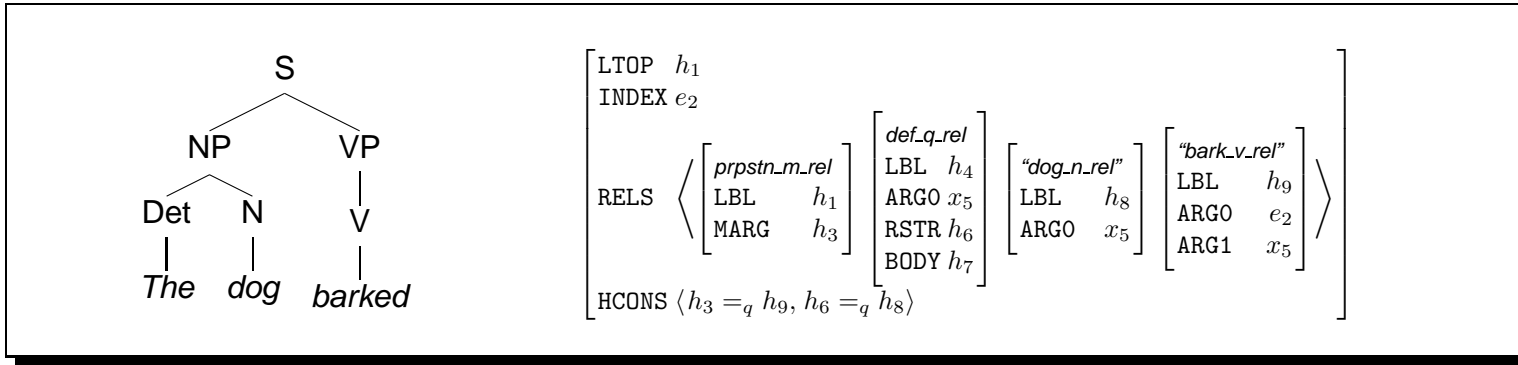 S
NP VP
Det N V
The dog barked
LTOP h1
INDEX e2
RELS ⟨ [prpstn_m_rel LBL h1 MARG h3] [def_q_rel LBL h4 ARG0 x5 RSTR h6 BODY h7] [“dog_n_rel” LBL h8 ARG0 x5] [“bark_v_rel” LBL h9 ARG0 e2 ARG1 x5] ⟩
HCONS ⟨h3 =q h9, h6 =q h8⟩